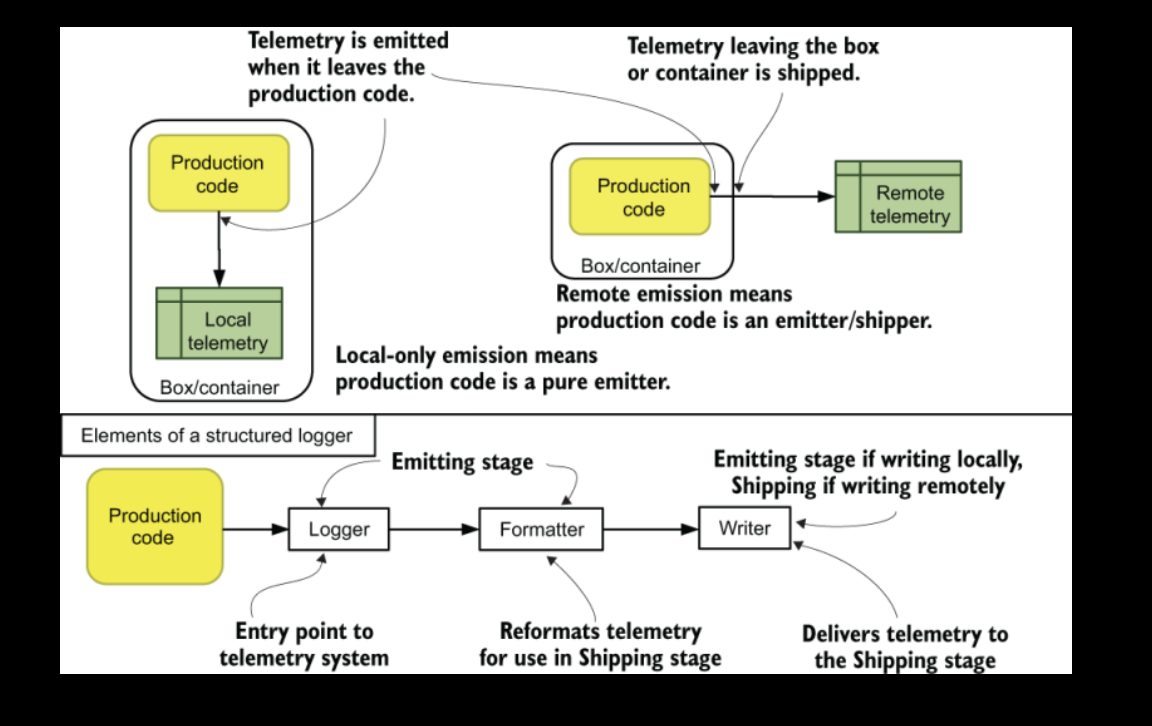 Telemetry is emitted
when it leaves the
production code.
Telemetry leaving the box
or container is shipped.
Production
code
Local
telemetry
Box/container
Production
code
Box/container
Remote
telemetry
Remote emission means
production code is an emitter/shipper.
Local-only emission means
production code is a pure emitter.
Elements of a structured logger
Emitting stage
Emitting stage if writing locally,
Shipping if writing remotely
Production
code
Logger
Formatter
Writer
Entry point to
telemetry system
Reformats telemetry
for use in Shipping stage
Delivers telemetry to
the Shipping stage